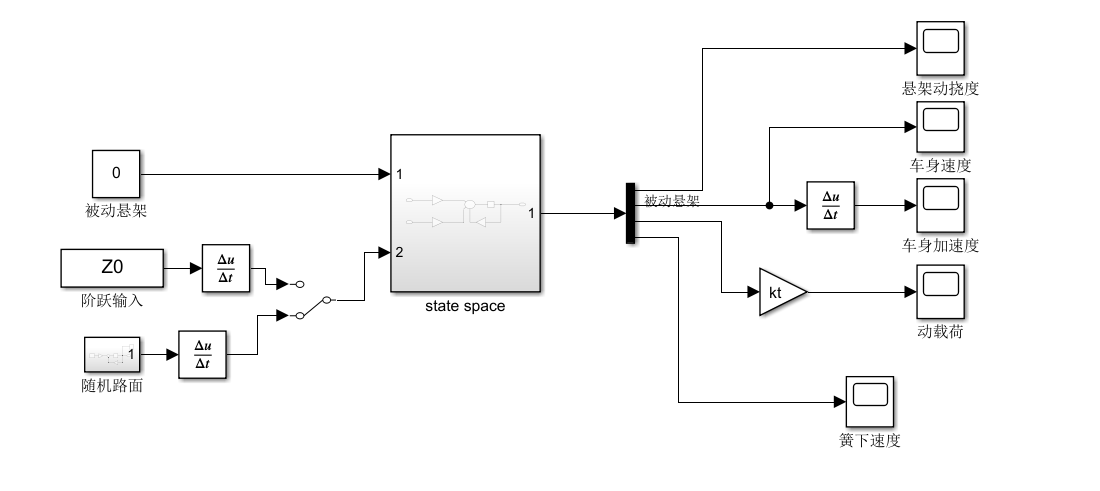 悬架动挠度
车身速度
0
1
被动悬架
被动悬架
Δu
Δt
车身加速度
1
Z0
Δu
Δt
2
阶跃输入
state space
kt
动载荷
1
Δu
Δt
随机路面
簧下速度